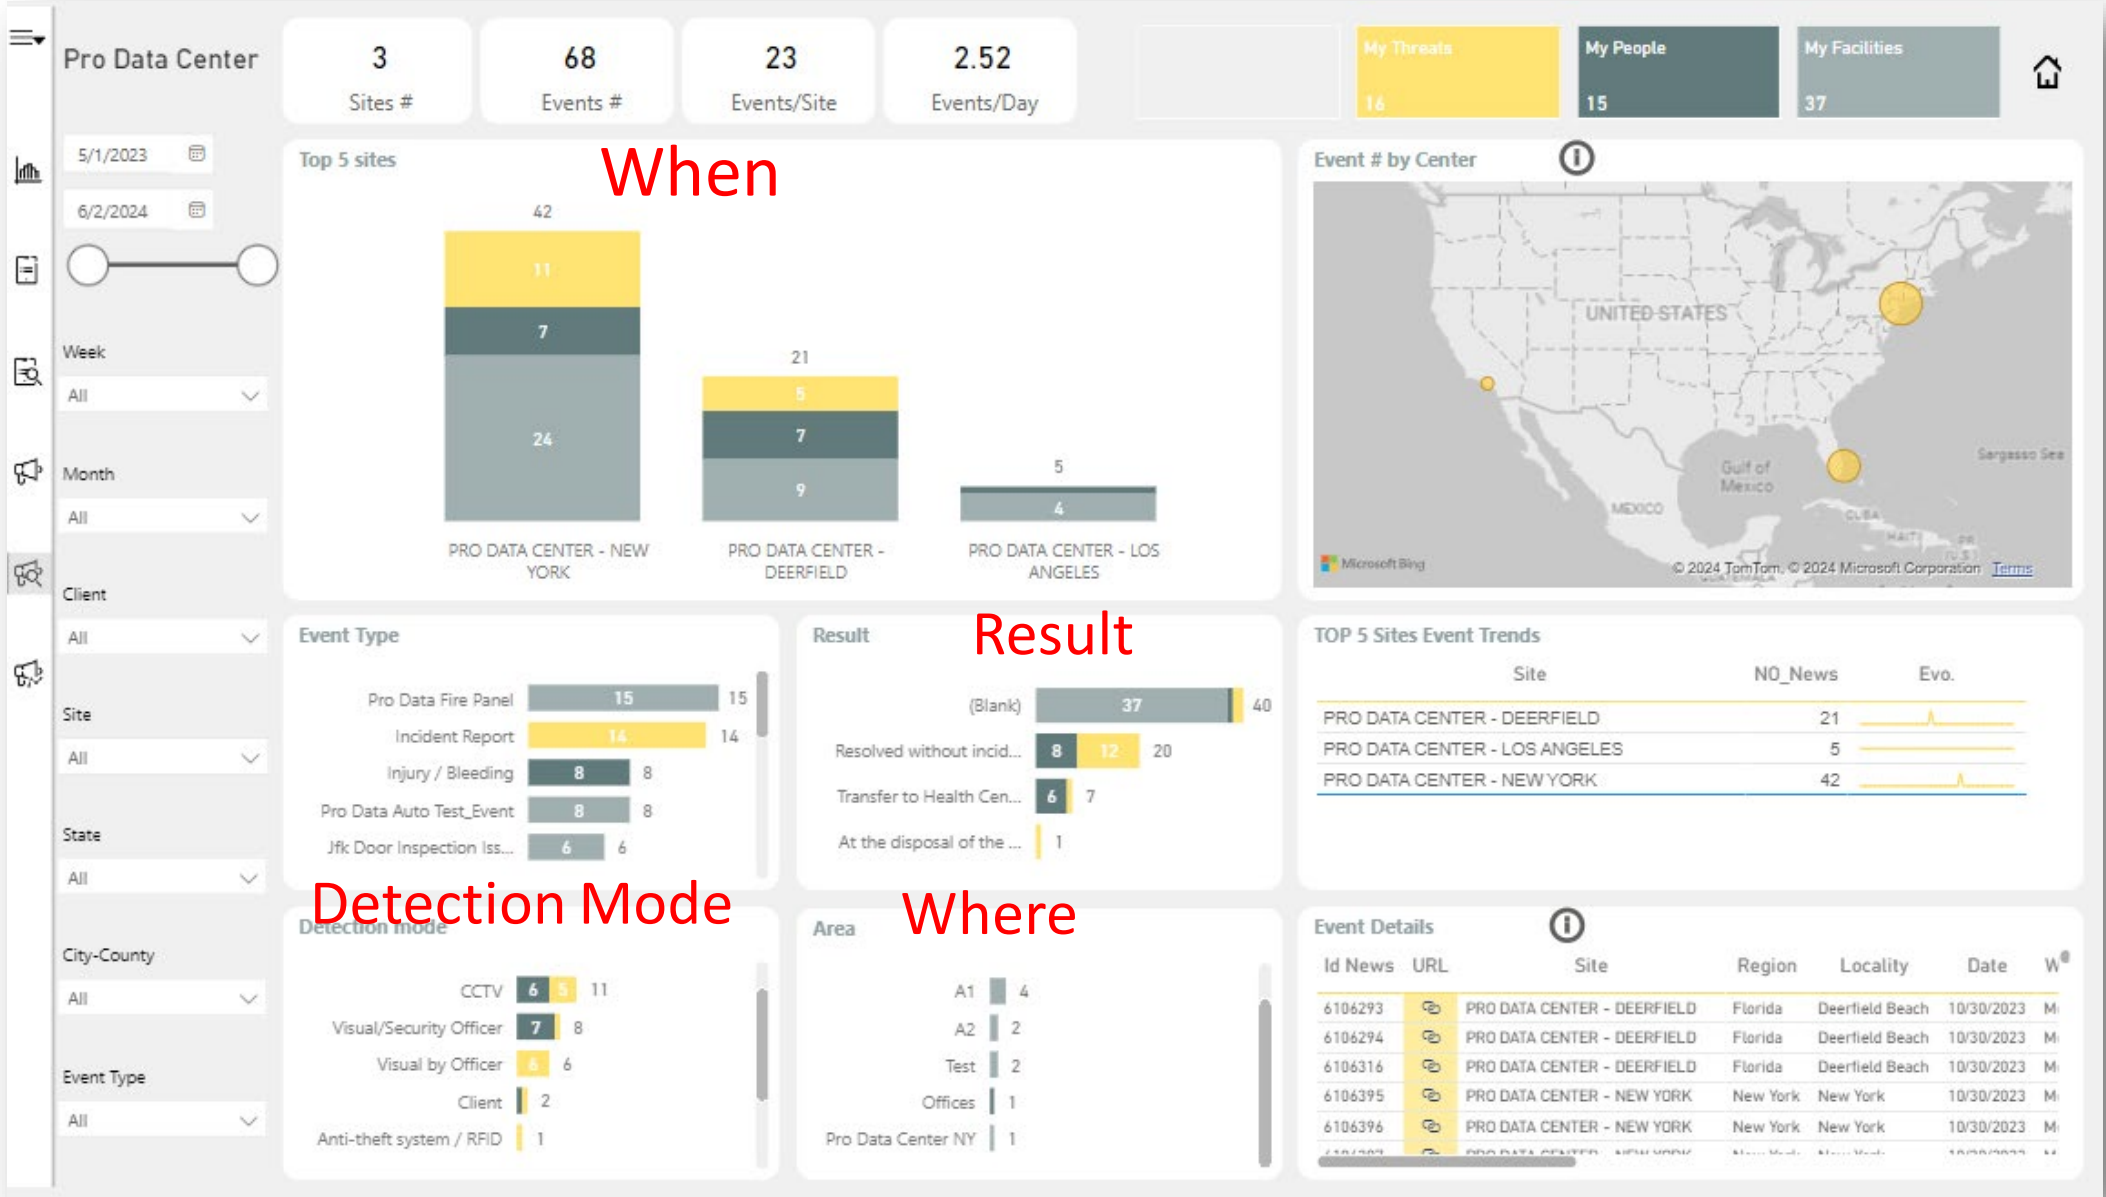 Pro Data Center
3
Sites #
68
Events #
23
Events/Site
2.52
Events/Day
My Threats
16
My People
15
My Facilities
37
5/1/2023
6/2/2024
Week
All
Month
All
Client
All
Site
All
State
All
City-County
All
Event Type
All
Top 5 sites
When
42
11
7
24
21
5
7
9
5
4
PRO DATA CENTER - NEW
YORK
PRO DATA CENTER -
DEERFIELD
PRO DATA CENTER - LOS
ANGELES
Event # by Center
UNITED STATES
Gulf of
Mexico
Sargasso Sea
MEXICO
CUBA
HAITI
PR
(U.S.)
Microsoft Bing
© 2024 TomTom, © 2024 Microsoft Corporation Terms
Event Type
Pro Data Fire Panel 15 15
Incident Report 14 14
Injury / Bleeding 8 8
Pro Data Auto Test_Event 8 8
Jfk Door Inspection Iss... 6 6
Result
Result
(Blank) 37 40
Resolved without incid... 8 12 20
Transfer to Health Cen... 6 7
At the disposal of the ... 1
TOP 5 Sites Event Trends
Site NO_News Evo.
PRO DATA CENTER - DEERFIELD 21
PRO DATA CENTER - LOS ANGELES 5
PRO DATA CENTER - NEW YORK 42
Detection Mode
Detection mode
CCTV 6 5 11
Visual/Security Officer 7 8
Visual by Officer 6 6
Client 2
Anti-theft system / RFID 1
Where
Area
A1 4
A2 2
Test 2
Offices 1
Pro Data Center NY 1
Event Details
Id News URL Site Region Locality Date W
6106293 PRO DATA CENTER - DEERFIELD Florida Deerfield Beach 10/30/2023 M
6106294 PRO DATA CENTER - DEERFIELD Florida Deerfield Beach 10/30/2023 M
6106316 PRO DATA CENTER - DEERFIELD Florida Deerfield Beach 10/30/2023 M
6106395 PRO DATA CENTER - NEW YORK New York New York 10/30/2023 M
6106396 PRO DATA CENTER - NEW YORK New York New York 10/30/2023 M